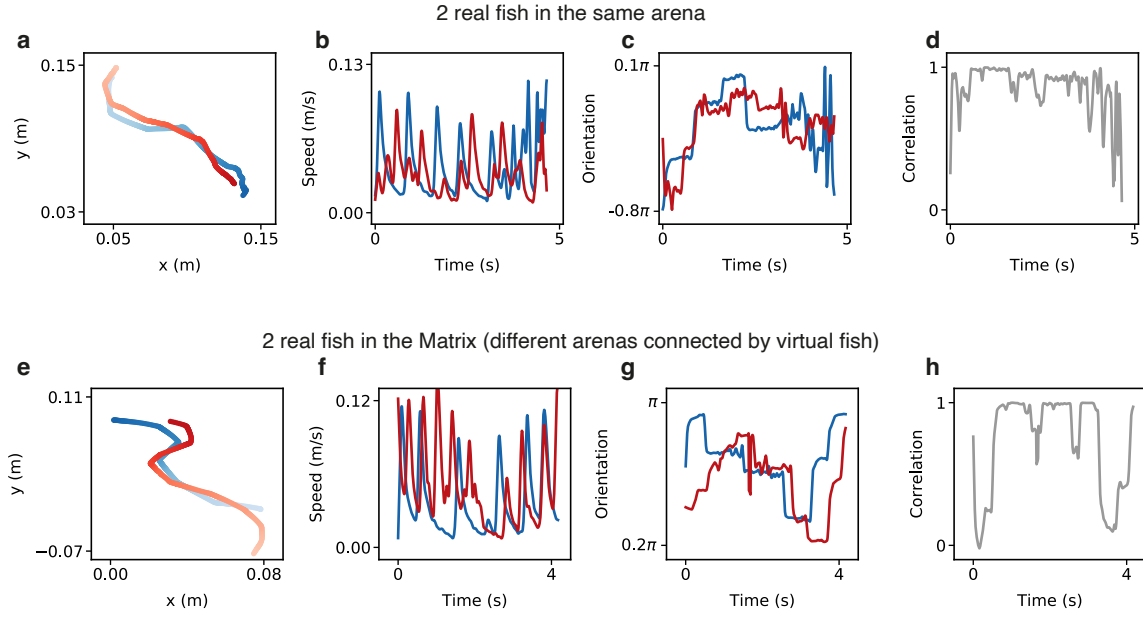 2 real fish in the same arena
a
b
c
d
0.15
0.03
y (m)
0.05
0.15
x (m)
0.13
0.00
Speed (m/s)
0
5
Time (s)
0.1π
-0.8π
Orientation
0
5
Time (s)
1
0
Correlation
0
5
Time (s)
2 real fish in the Matrix (different arenas connected by virtual fish)
e
f
g
h
0.11
−0.07
y (m)
0.00
0.08
x (m)
0.12
0.00
Speed (m/s)
0
4
Time (s)
π
0.2π
Orientation
0
4
Time (s)
1
0
Correlation
0
4
Time (s)